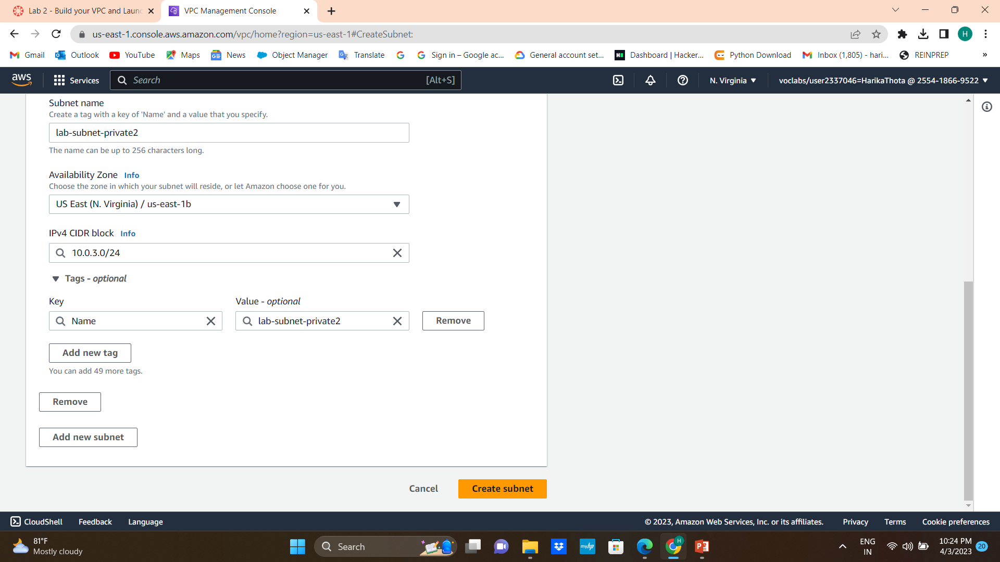 Lab 2 - Build your VPC and Laun
VPC Management Console
us-east-1.console.aws.amazon.com/vpc/home?region=us-east-1#CreateSubnet:
H
Gmail
Outlook
YouTube
Maps
News
Object Manager
Translate
Sign in – Google ac...
General account set...
Dashboard | Hacker...
Python Download
Inbox (1,805) - hari...
REINPREP
»
aws
Services
Search
[Alt+S]
N. Virginia
voclabs/user2337046=HarikaThota @ 2554-1866-9522
Subnet name
Create a tag with a key of 'Name' and a value that you specify.
lab-subnet-private2
The name can be up to 256 characters long.
Availability Zone Info
Choose the zone in which your subnet will reside, or let Amazon choose one for you.
US East (N. Virginia) / us-east-1b
IPv4 CIDR block Info
10.0.3.0/24
Tags - optional
Key
Value - optional
Name
lab-subnet-private2
Remove
Add new tag
You can add 49 more tags.
Remove
Add new subnet
Cancel
Create subnet
CloudShell
Feedback
Language
© 2023, Amazon Web Services, Inc. or its affiliates.
Privacy
Terms
Cookie preferences
81°F
Mostly cloudy
Search
myhp
H
ENG
IN
10:24 PM
4/3/2023
20